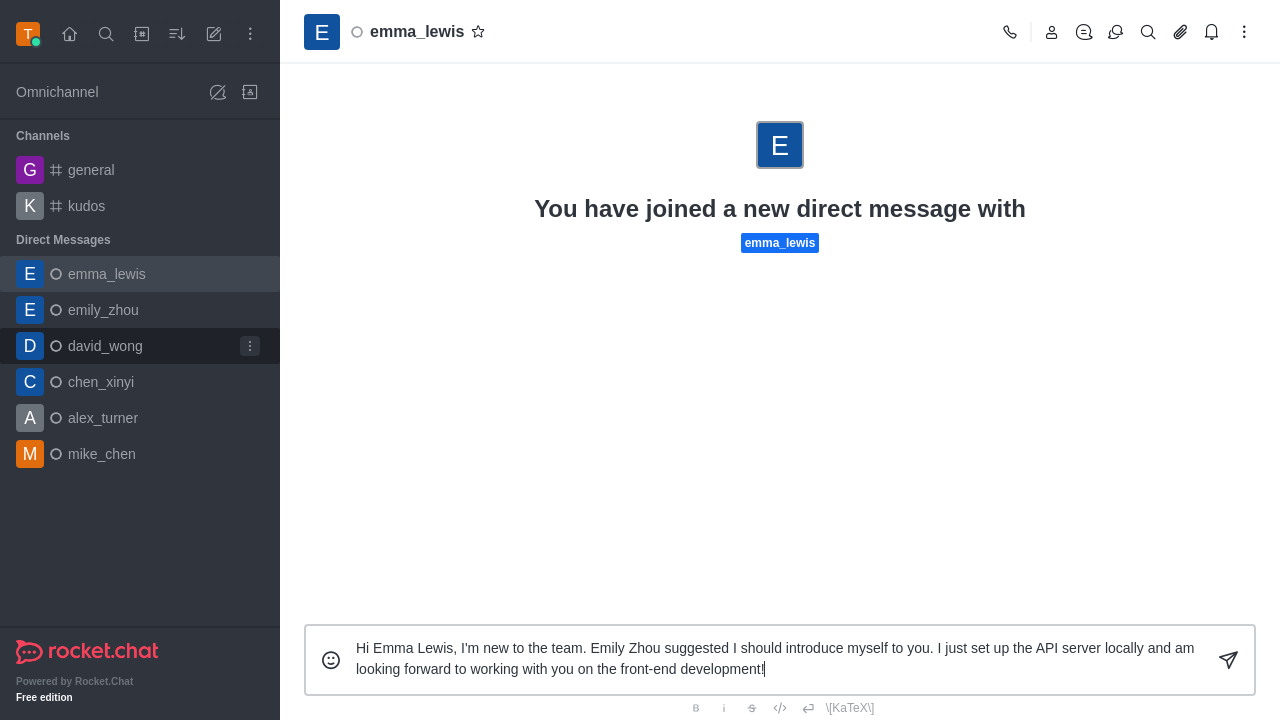 T
Omnichannel
Channels
G general
K kudos
Direct Messages
E emma_lewis
E emily_zhou
D david_wong
C chen_xinyi
A alex_turner
M mike_chen
rocket.chat
Powered by Rocket.Chat
Free edition
E emma_lewis
E
You have joined a new direct message with
emma_lewis
Hi Emma Lewis, I'm new to the team. Emily Zhou suggested I should introduce myself to you. I just set up the API server locally and am
looking forward to working with you on the front-end development!
B i S \[KaTeX\]